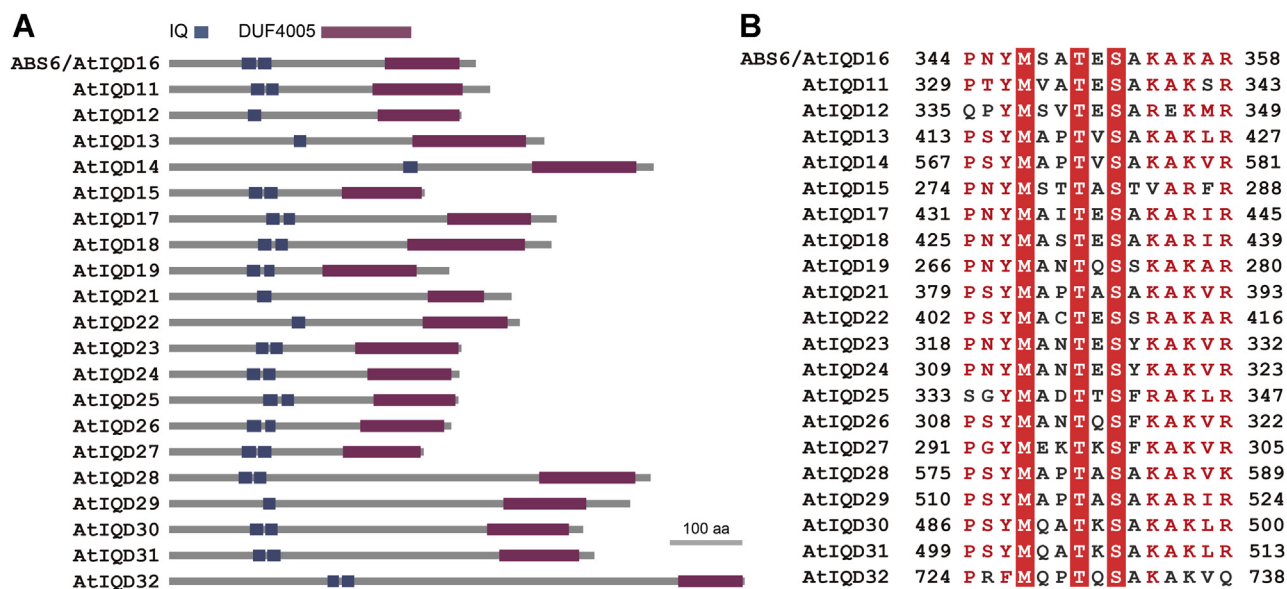 A
IQ DUF4005
ABS6/AtIQD16
AtIQD11
AtIQD12
AtIQD13
AtIQD14
AtIQD15
AtIQD17
AtIQD18
AtIQD19
AtIQD21
AtIQD22
AtIQD23
AtIQD24
AtIQD25
AtIQD26
AtIQD27
AtIQD28
AtIQD29
AtIQD30
AtIQD31
AtIQD32
100 aa
B
ABS6/AtIQD16 344 PNYMSATESAKAKAR 358
AtIQD11 329 PTYMVATESAKAKSR 343
AtIQD12 335 QPYMSVTESAREKMR 349
AtIQD13 413 PSYMAPTVSAKAKLR 427
AtIQD14 567 PSYMAPTVSAKAKVR 581
AtIQD15 274 PNYMSTTASTVARFR 288
AtIQD17 431 PNYMAITESAKARIR 445
AtIQD18 425 PNYMASTESAKARIR 439
AtIQD19 266 PNYMANTQSSKAKAR 280
AtIQD21 379 PSYMAPTASAKAKVR 393
AtIQD22 402 PSYMACTESSRAKAR 416
AtIQD23 318 PNYMANTESYKAKVR 332
AtIQD24 309 PNYMANTESYKAKVR 323
AtIQD25 333 SGYMADTTSFRAKLR 347
AtIQD26 308 PSYMANTQSFKAKVR 322
AtIQD27 291 PGYMEKTKSFKAKVR 305
AtIQD28 575 PSYMAPTASAKARVK 589
AtIQD29 510 PSYMAPTASAKARIR 524
AtIQD30 486 PSYMQATKSAKAKLR 500
AtIQD31 499 PSYMQATKSAKAKLR 513
AtIQD32 724 PRFMQPTQSAKAKVQ 738